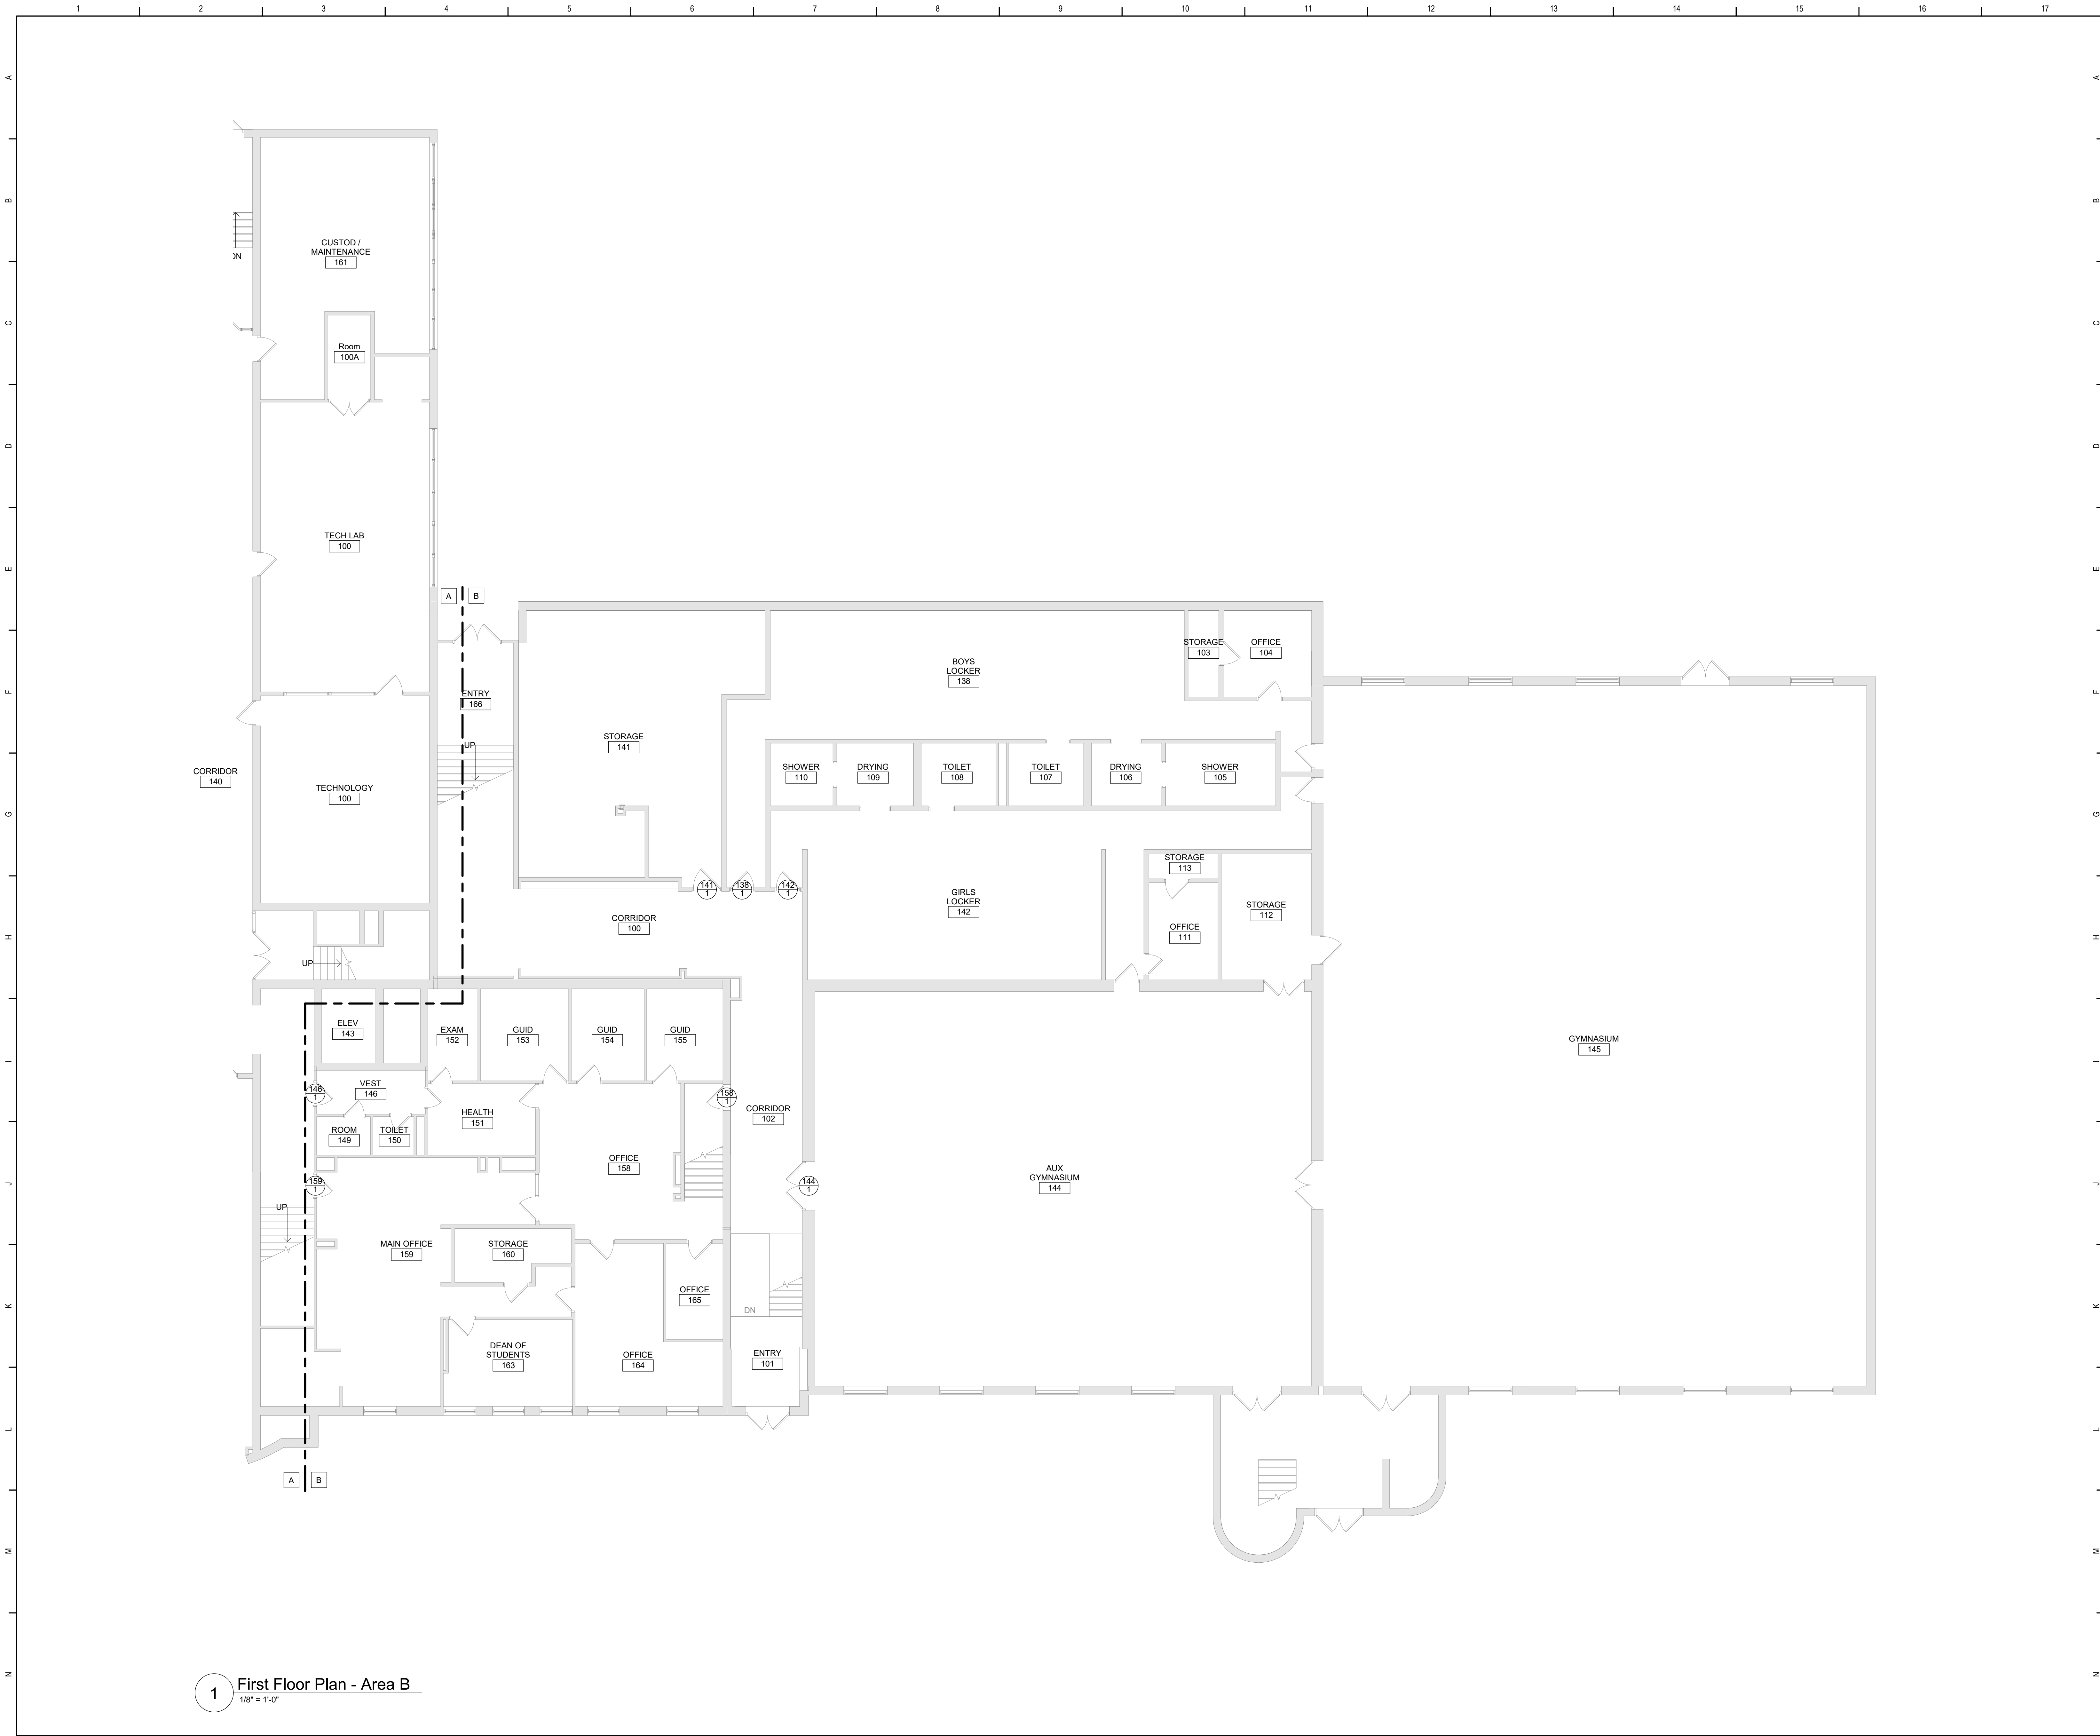 1 2 3 4 5 6 7 8 9 10 11 12 13 14 15 16 17
A A
B B
C C
D D
E E
F F
G G
H H
I I
J J
K K
L L
M M
N N
CUSTOD /
MAINTENANCE
161
Room
100A
TECH LAB
100
A B
ENTRY
166
UP
CORRIDOR
140
TECHNOLOGY
100
STORAGE
141
BOYS
LOCKER
138
STORAGE
103
OFFICE
104
SHOWER
110
DRYING
109
TOILET
108
TOILET
107
DRYING
106
SHOWER
105
STORAGE
113
141
1
138
1
142
1
GIRLS
LOCKER
142
OFFICE
111
STORAGE
112
CORRIDOR
100
UP
ELEV
143
EXAM
152
GUID
153
GUID
154
GUID
155
GYMNASIUM
145
VEST
146
146
1
158
1
HEALTH
151
CORRIDOR
102
ROOM
149
TOILET
150
OFFICE
158
159
1
144
1
AUX
GYMNASIUM
144
UP
MAIN OFFICE
159
STORAGE
160
OFFICE
165
DN
DEAN OF
STUDENTS
163
OFFICE
164
ENTRY
101
A B
1
First Floor Plan - Area B
1/8" = 1'-0"